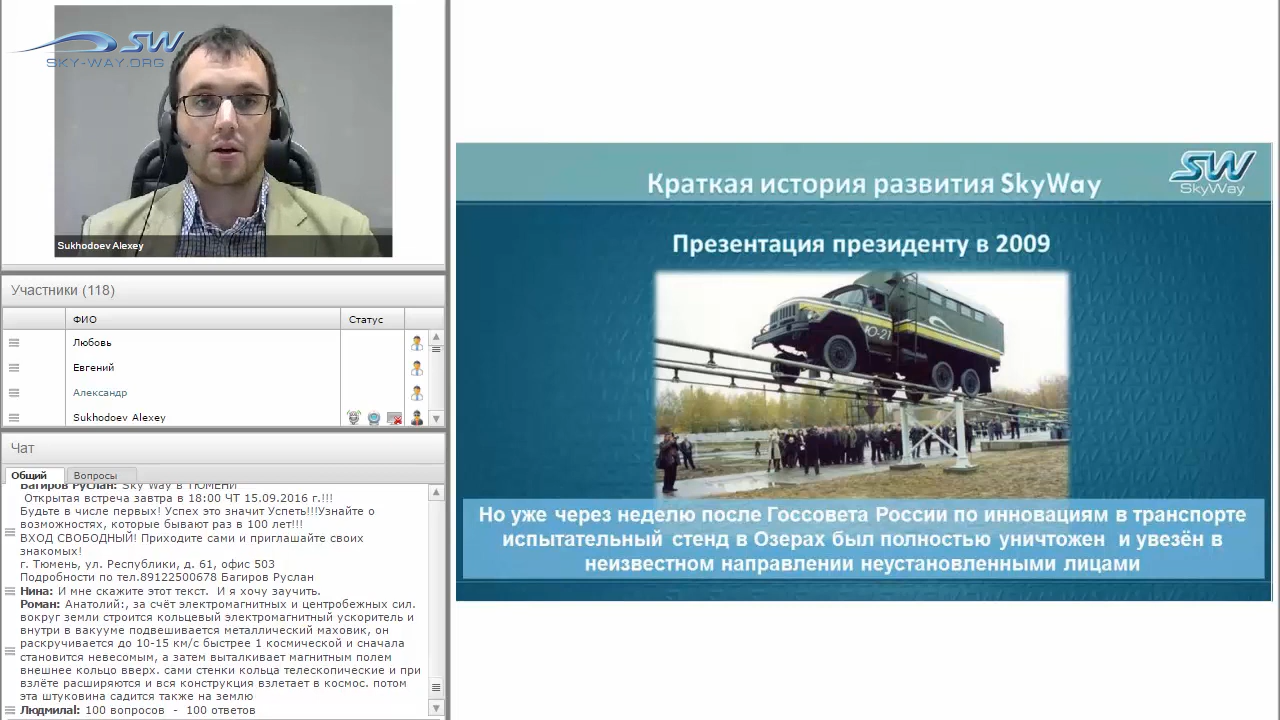 SW
SKY-WAY.ORG
Sukhodoev Alexey
Участники (118)
ФИО
Статус
Любовь
Евгений
Александр
Sukhodoev Alexey
Чат
Общий
Вопросы
Багиров Руслан: Sky Way в ТЮМЕНИ
Открытая встреча завтра в 18:00 ЧТ 15.09.2016 г.!!!
Будьте в числе первых! Успех это значит Успеть!!!Узнайте о
возможностях, которые бывают раз в 100 лет!!!
ВХОД СВОБОДНЫЙ! Приходите сами и приглашайте своих
знакомых!
г. Тюмень, ул. Республики, д. 61, офис 503
Подробности по тел.89122500678 Багиров Руслан
Нина: И мне скажите этот текст. И я хочу заучить.
Роман: Анатолий:, за счёт электромагнитных и центробежных сил.
вокруг земли строится кольцевый электромагнитный ускоритель и
внутри в вакууме подвешивается металлический маховик, он
раскручивается до 10-15 км/с быстрее 1 космической и сначала
становится невесомым, а затем выталкивает магнитным полем
внешнее кольцо вверх. сами стенки кольца телескопические и при
взлёте расширяются и вся конструкция взлетает в космос. потом
эта штуковина садится также на землю
Людмилаl: 100 вопросов - 100 ответов
Краткая история развития SkyWay
SW
SkyWay
Презентация президенту в 2009
Ю-21
Но уже через неделю после Госсовета России по инновациям в транспорте
испытательный стенд в Озерах был полностью уничтожен и увезён в
неизвестном направлении неустановленными лицами